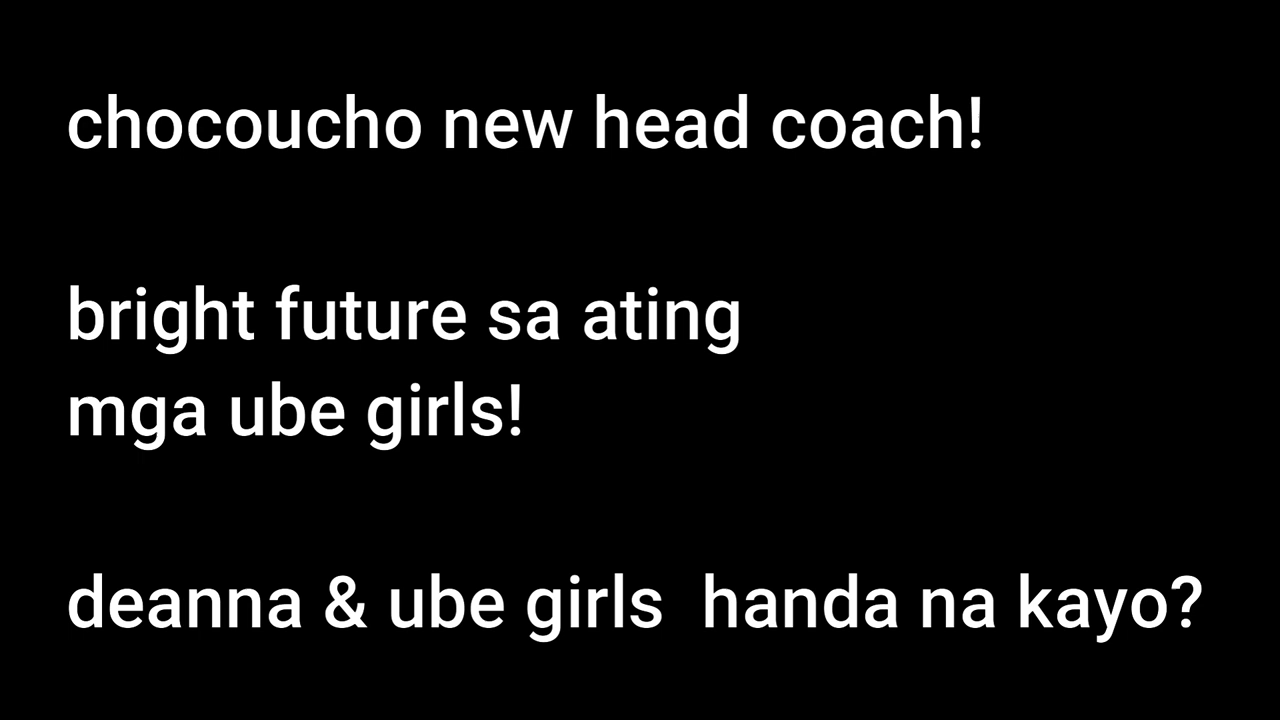 chocoucho new head coach!
bright future sa ating
mga ube girls!
deanna & ube girls  handa na kayo?